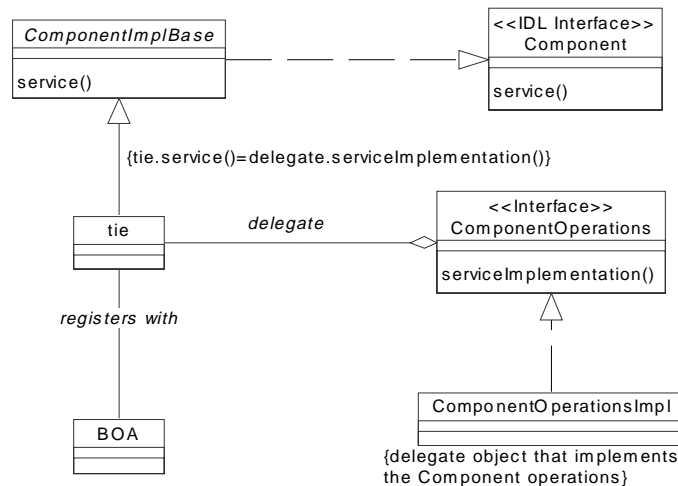 ComponentImplBase
service()
<<IDL Interface>>
Component
service()
{tie.service()=delegate.serviceImplementation()}
tie
delegate
<<Interface>>
ComponentOperations
serviceImplementation()
registers with
BOA
ComponentOperationsImpl
{delegate object that implements
the Component operations}